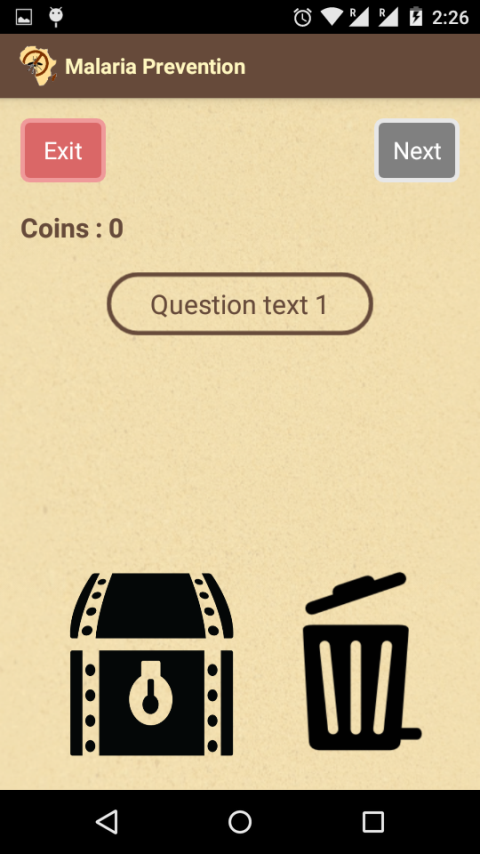 R R 2:26
Malaria Prevention
Exit Next
Coins : 0
Question text 1